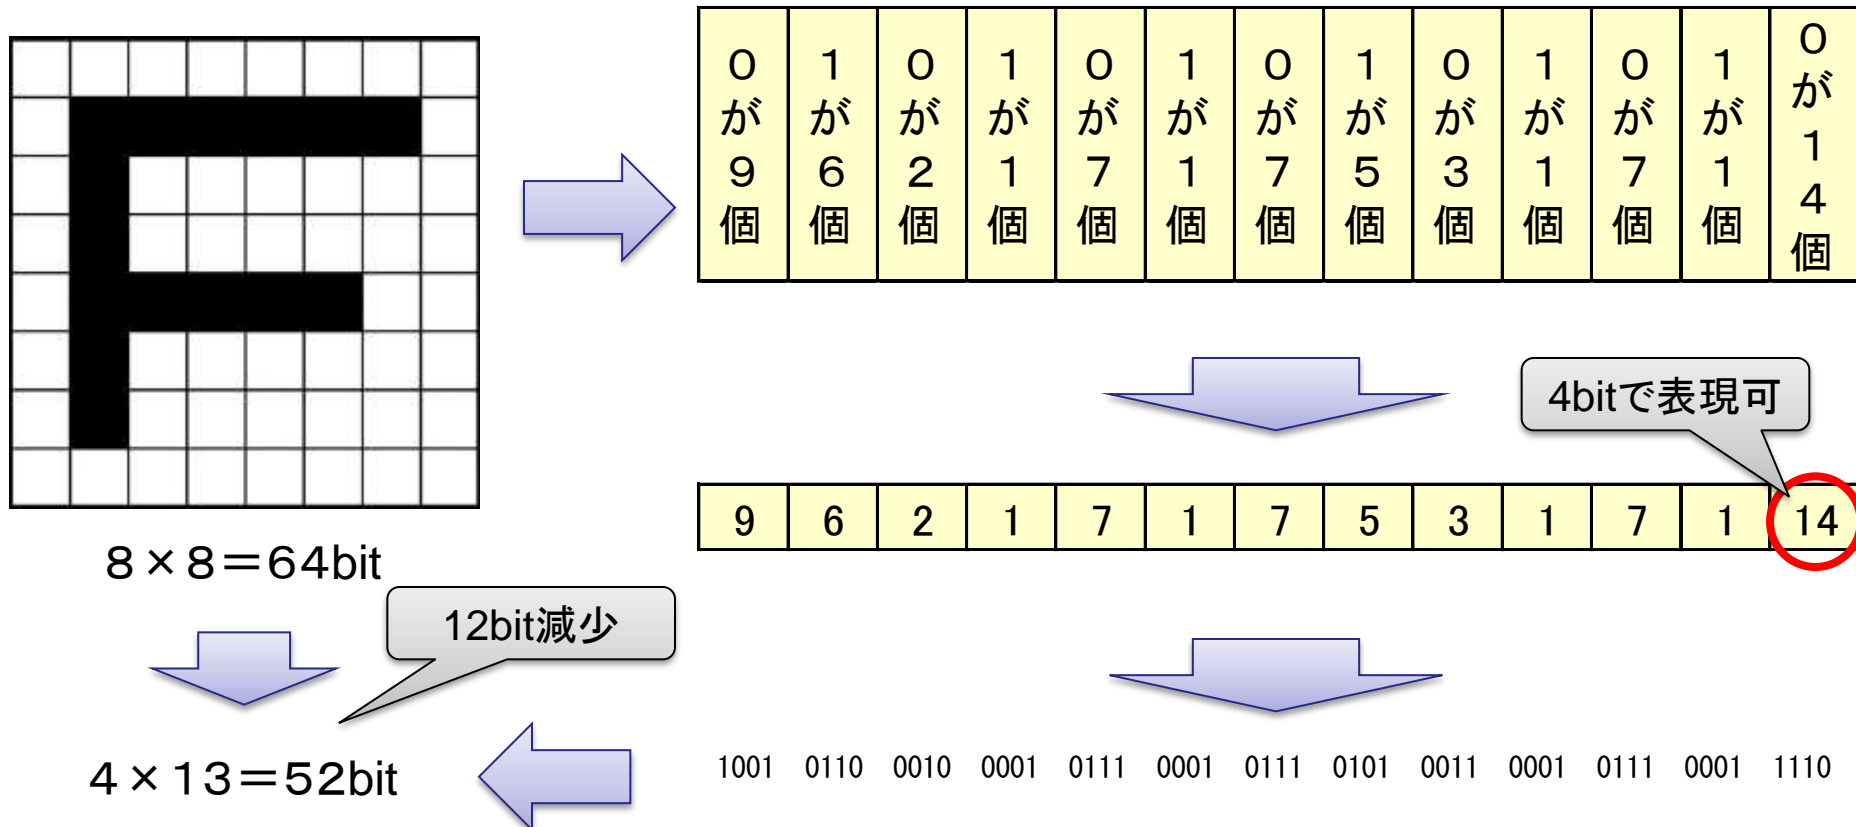 0が9個 1が6個 0が2個 1が1個 0が7個 1が1個 0が7個 1が5個 0が3個 1が1個 0が7個 1が1個 0が14個
4bitで表現可
9 6 2 1 7 1 7 5 3 1 7 1 14
8×8=64bit
12bit減少
4×13=52bit
1001 0110 0010 0001 0111 0001 0111 0101 0011 0001 0111 0001 1110